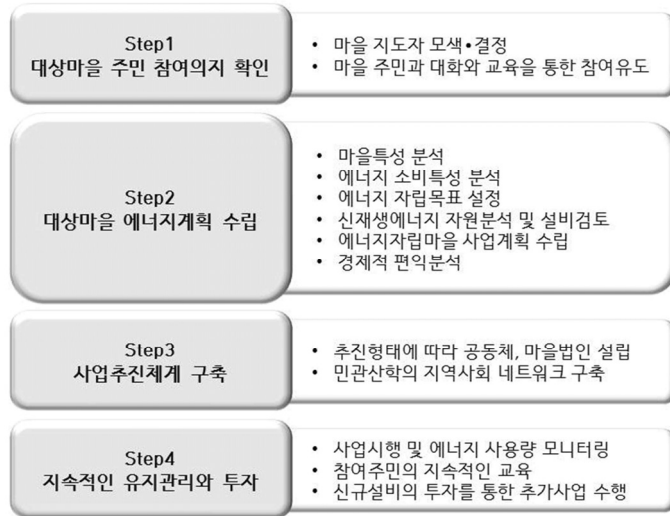 Step1
대상마을 주민 참여의지 확인
• 마을 지도자 모색•결정
• 마을 주민과 대화와 교육을 통한 참여유도
Step2
대상마을 에너지계획 수립
• 마을특성 분석
• 에너지 소비특성 분석
• 에너지 자립목표 설정
• 신재생에너지 자원분석 및 설비검토
• 에너지자립마을 사업계획 수립
• 경제적 편익분석
Step3
사업추진체계 구축
• 추진형태에 따라 공동체, 마을법인 설립
• 민관산학의 지역사회 네트워크 구축
Step4
지속적인 유지관리와 투자
• 사업시행 및 에너지 사용량 모니터링
• 참여주민의 지속적인 교육
• 신규설비의 투자를 통한 추가사업 수행